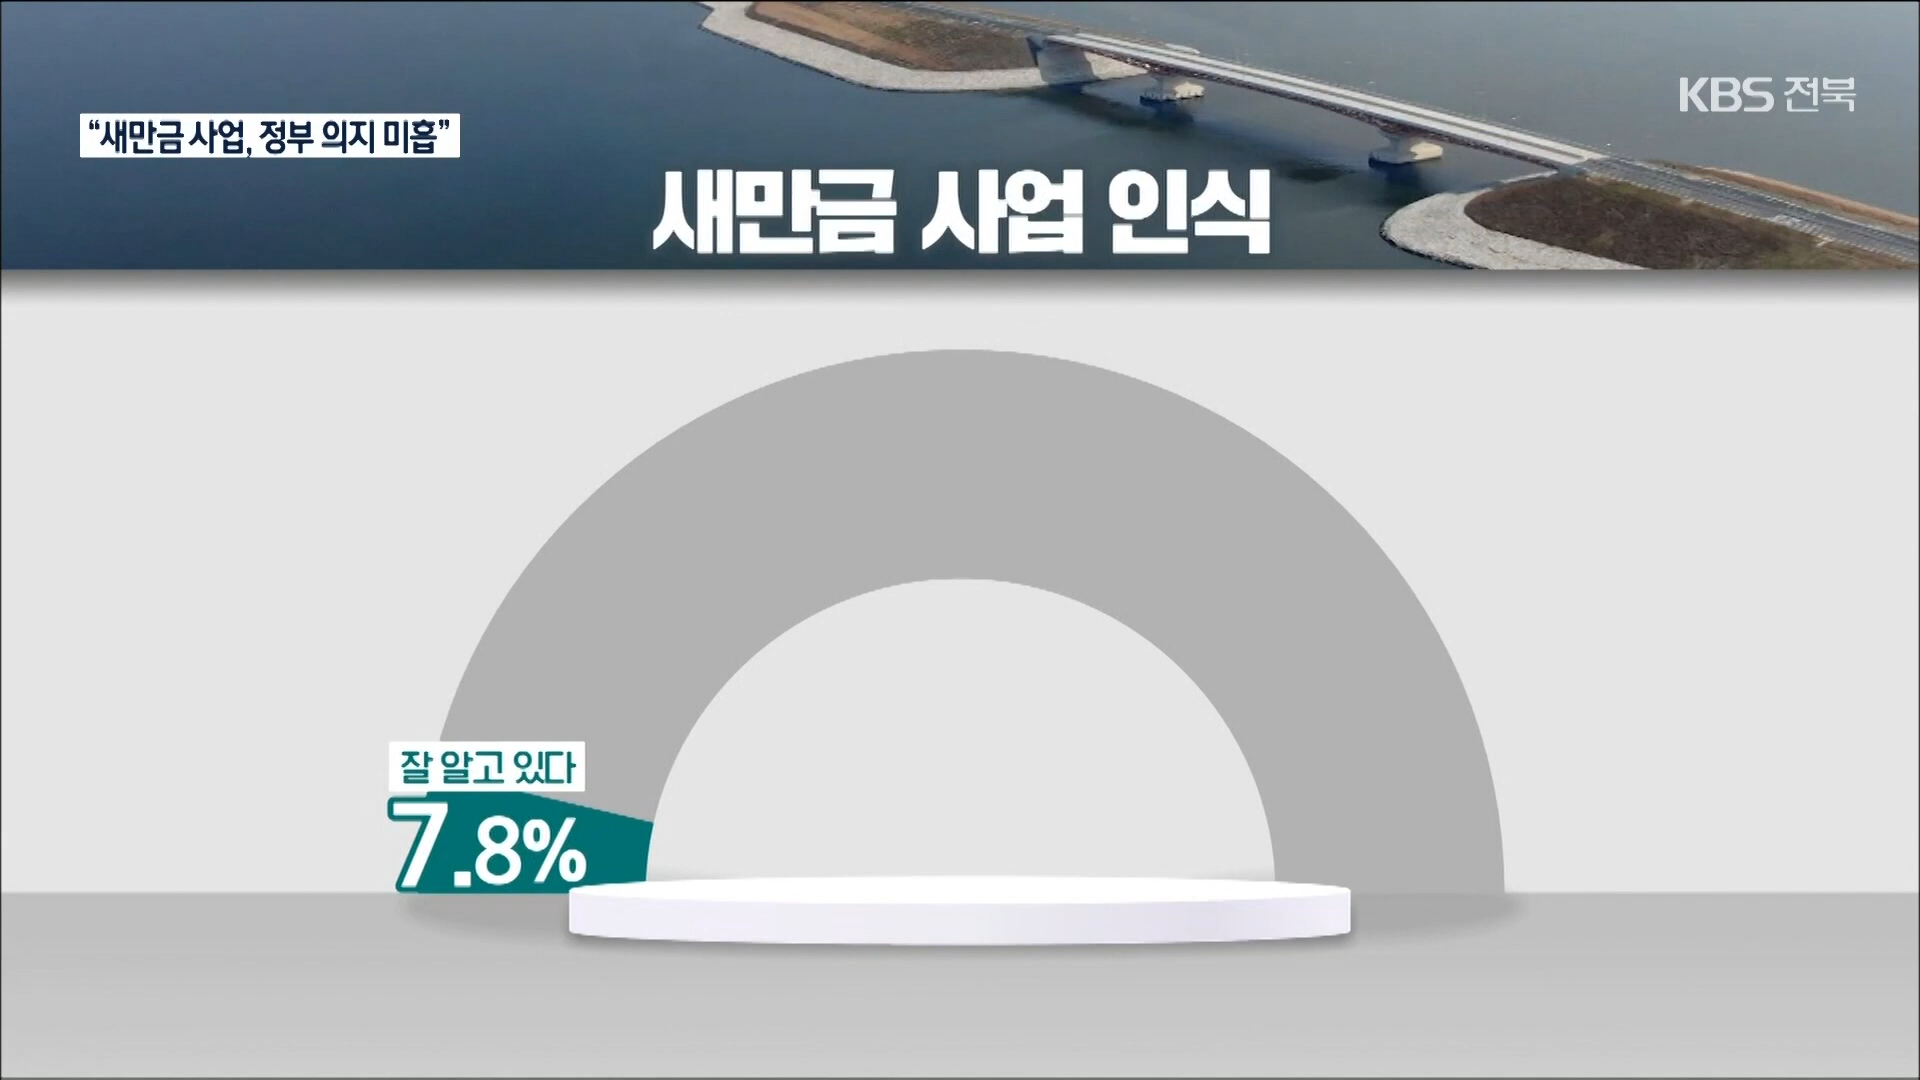 KBS 전북
“새만금 사업, 정부 의지 미흡”
새만금 사업 인식
잘 알고 있다
7.8%